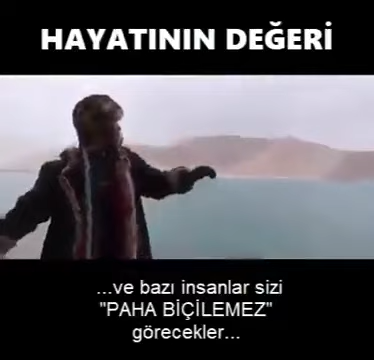 HAYATININ DEĞERİ
...ve bazı insanlar sizi
"PAHA BİÇİLEMEZ"
görecekler...